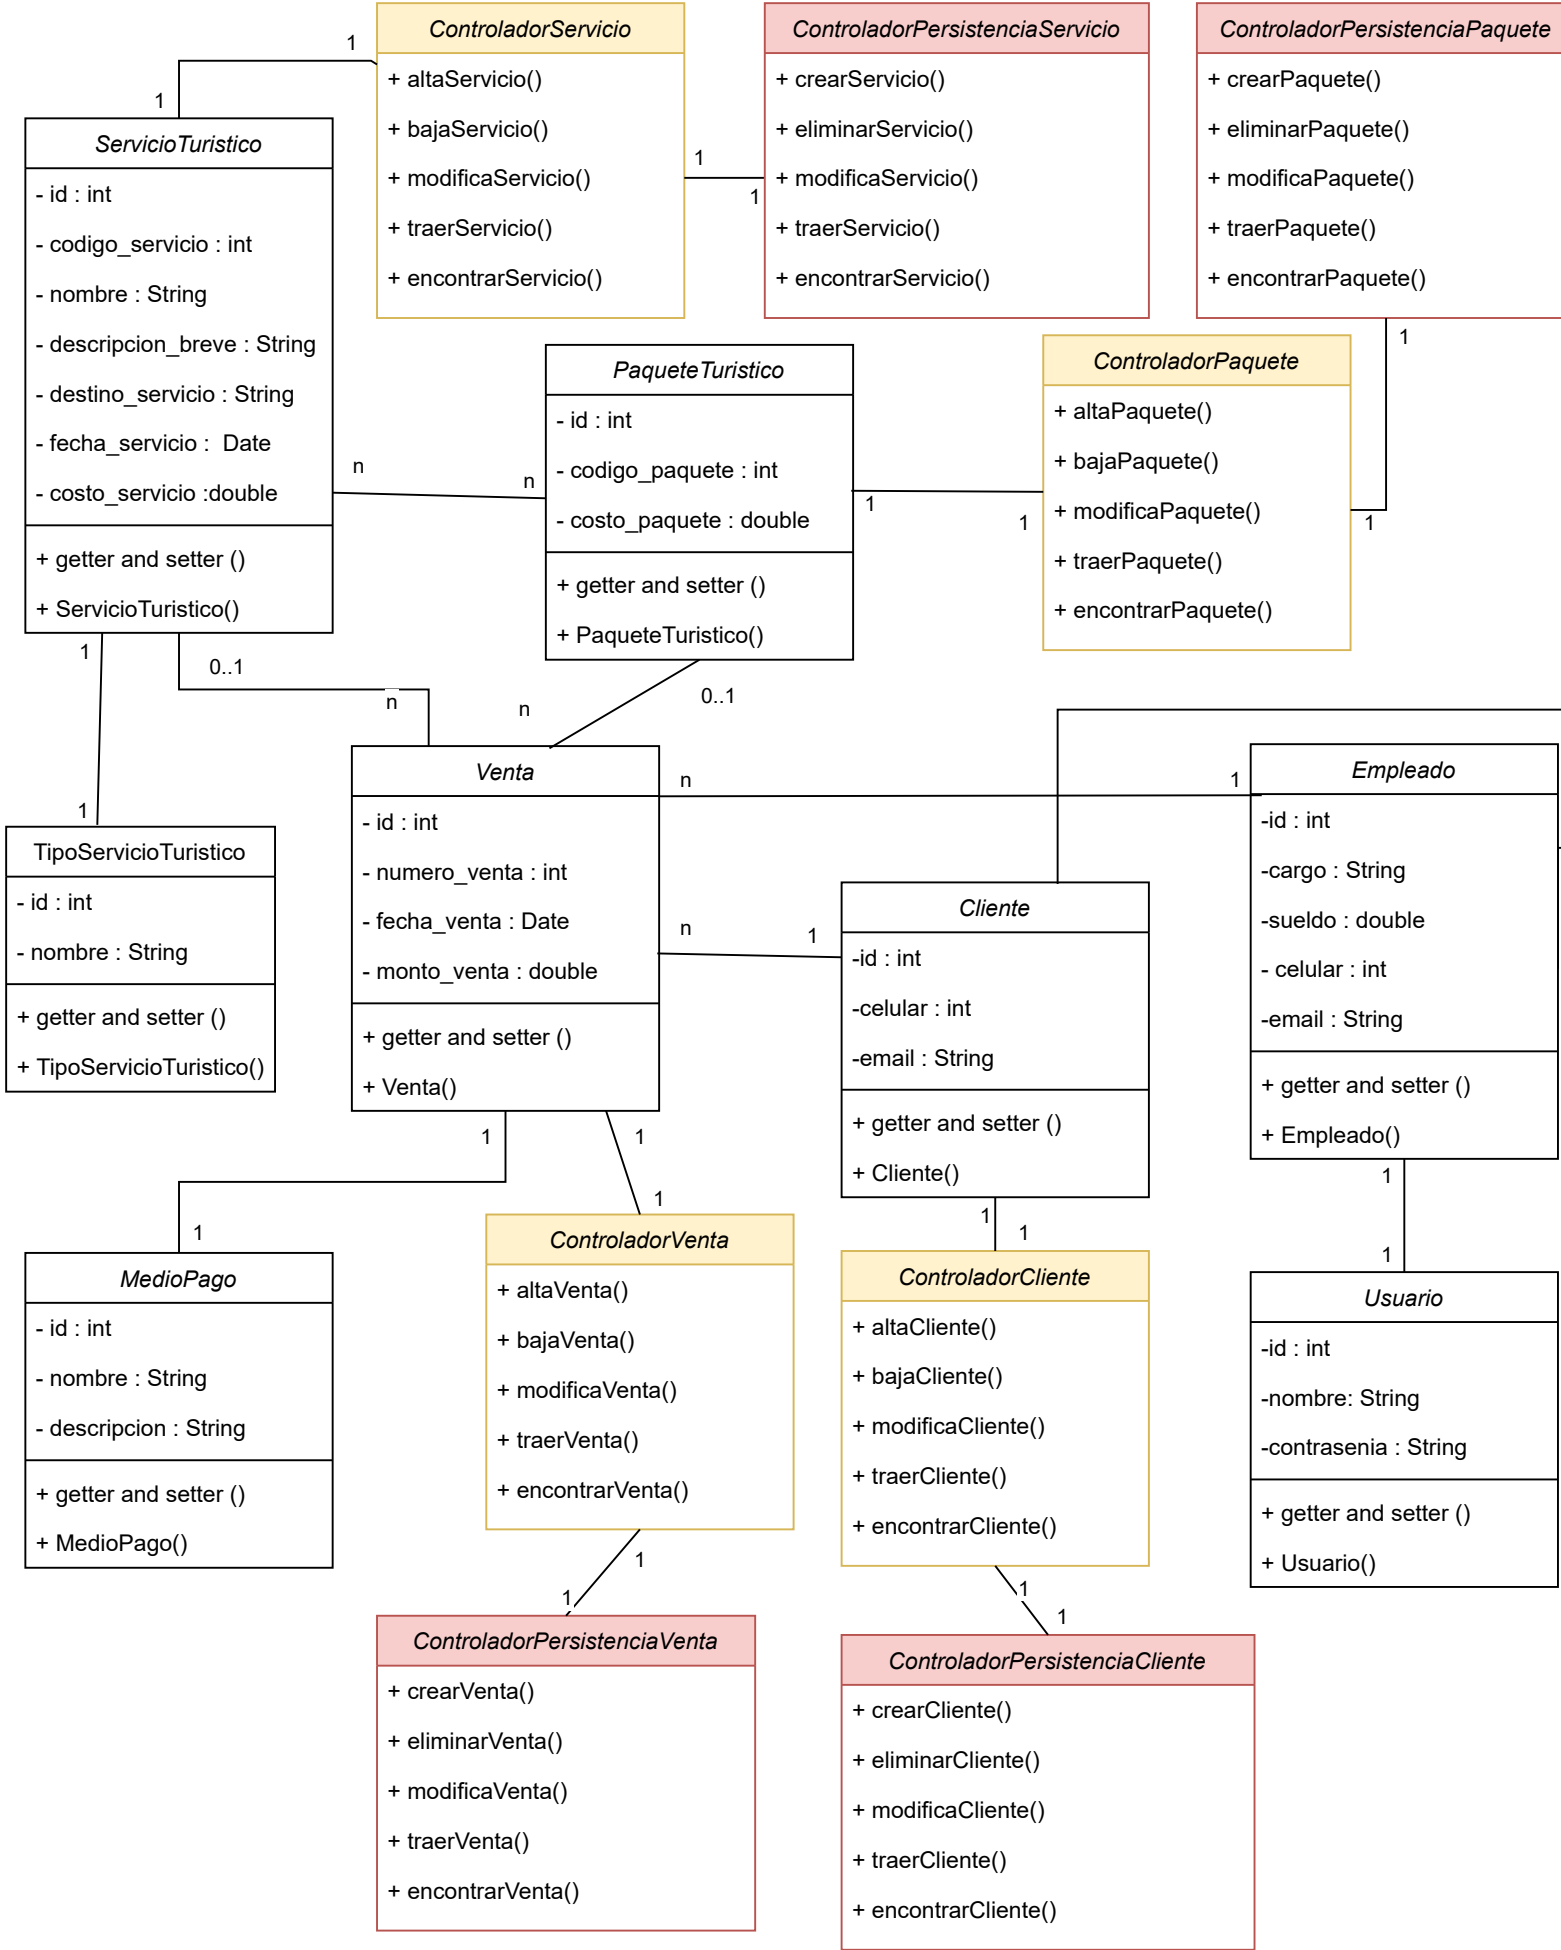 ControladorServicio
+ altaServicio()
+ bajaServicio()
+ modificaServicio()
+ traerServicio()
+ encontrarServicio()
ControladorPersistenciaServicio
+ crearServicio()
+ eliminarServicio()
+ modificaServicio()
+ traerServicio()
+ encontrarServicio()
ControladorPersistenciaPaquete
+ crearPaquete()
+ eliminarPaquete()
+ modificaPaquete()
+ traerPaquete()
+ encontrarPaquete()
1
1
1
1
ServicioTuristico
- id : int
- codigo_servicio : int
- nombre : String
- descripcion_breve : String
- destino_servicio : String
- fecha_servicio :  Date
- costo_servicio :double
+ getter and setter ()
+ ServicioTuristico()
n
n
PaqueteTuristico
- id : int
- codigo_paquete : int
- costo_paquete : double
+ getter and setter ()
+ PaqueteTuristico()
1
1
ControladorPaquete
+ altaPaquete()
+ bajaPaquete()
+ modificaPaquete()
+ traerPaquete()
+ encontrarPaquete()
1
1
1
0..1
n
n
0..1
1
TipoServicioTuristico
- id : int
- nombre : String
+ getter and setter ()
+ TipoServicioTuristico()
Venta
- id : int
- numero_venta : int
- fecha_venta : Date
- monto_venta : double
+ getter and setter ()
+ Venta()
n
1
n
1
Cliente
-id : int
-celular : int
-email : String
+ getter and setter ()
+ Cliente()
Empleado
-id : int
-cargo : String
-sueldo : double
- celular : int
-email : String
+ getter and setter ()
+ Empleado()
1
1
1
1
1
1
1
1
MedioPago
- id : int
- nombre : String
- descripcion : String
+ getter and setter ()
+ MedioPago()
ControladorVenta
+ altaVenta()
+ bajaVenta()
+ modificaVenta()
+ traerVenta()
+ encontrarVenta()
ControladorCliente
+ altaCliente()
+ bajaCliente()
+ modificaCliente()
+ traerCliente()
+ encontrarCliente()
Usuario
-id : int
-nombre: String
-contrasenia : String
+ getter and setter ()
+ Usuario()
1
1
1
1
ControladorPersistenciaVenta
+ crearVenta()
+ eliminarVenta()
+ modificaVenta()
+ traerVenta()
+ encontrarVenta()
ControladorPersistenciaCliente
+ crearCliente()
+ eliminarCliente()
+ modificaCliente()
+ traerCliente()
+ encontrarCliente()